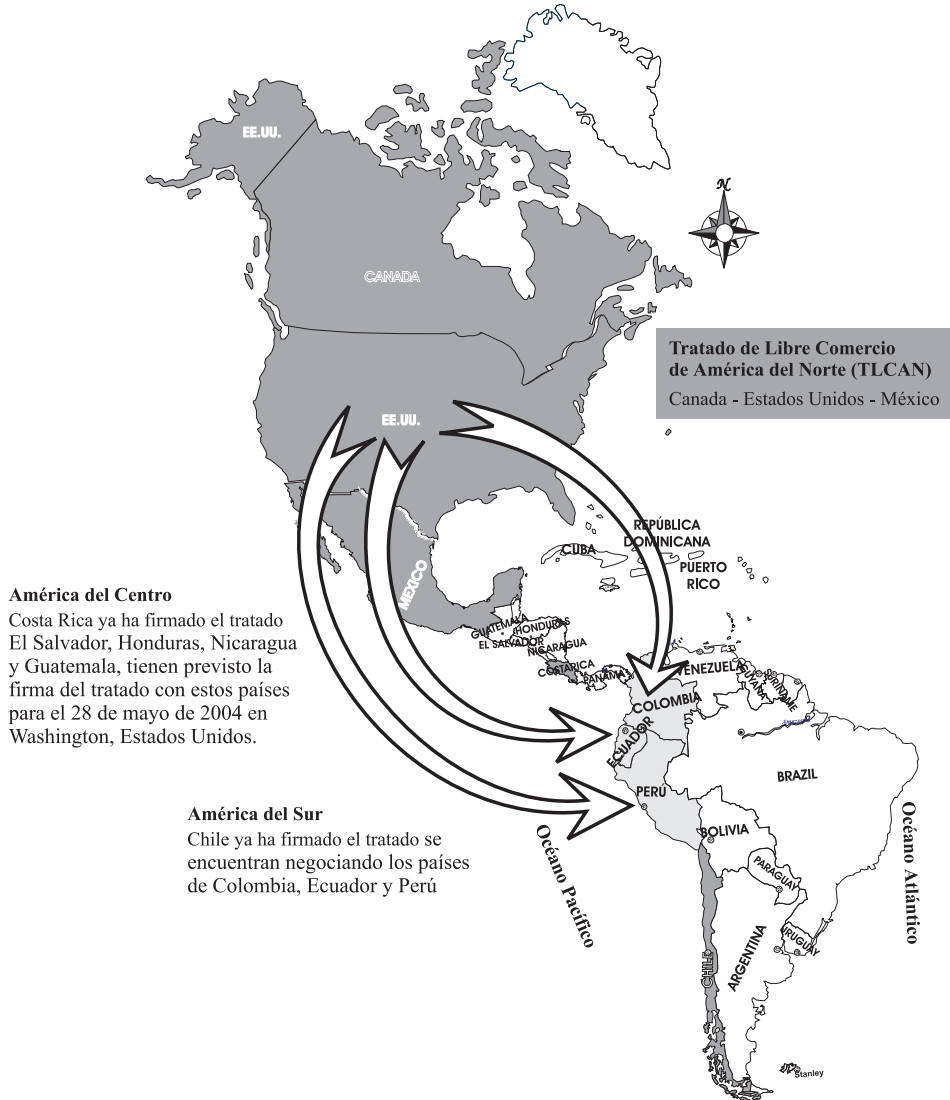 EE.UU.
N
CANADA
Tratado de Libre Comercio
de América del Norte (TLCAN)
Canada - Estados Unidos - México
EE.UU.
REPÚBLICA
DOMINICANA
CUBA
PUERTO
RICO
MEXICO
América del Centro
Costa Rica ya ha firmado el tratado
El Salvador, Honduras, Nicaragua
y Guatemala, tienen previsto la
firma del tratado con estos países
para el 28 de mayo de 2004 en
Washington, Estados Unidos.
GUATEMALA
HONDURAS
EL SALVADOR
NICARAGUA
COSTARICA
PANAMA
VENEZUELA
GUYANA
SURINAME
COLOMBIA
ECUADOR
BRAZIL
PERÚ
América del Sur
Chile ya ha firmado el tratado se
encuentran negociando los países
de Colombia, Ecuador y Perú
Océano Pacífico
BOLIVIA
Océano Atlántico
PARAGUAY
URUGUAY
ARGENTINA
CHILE
Stanley